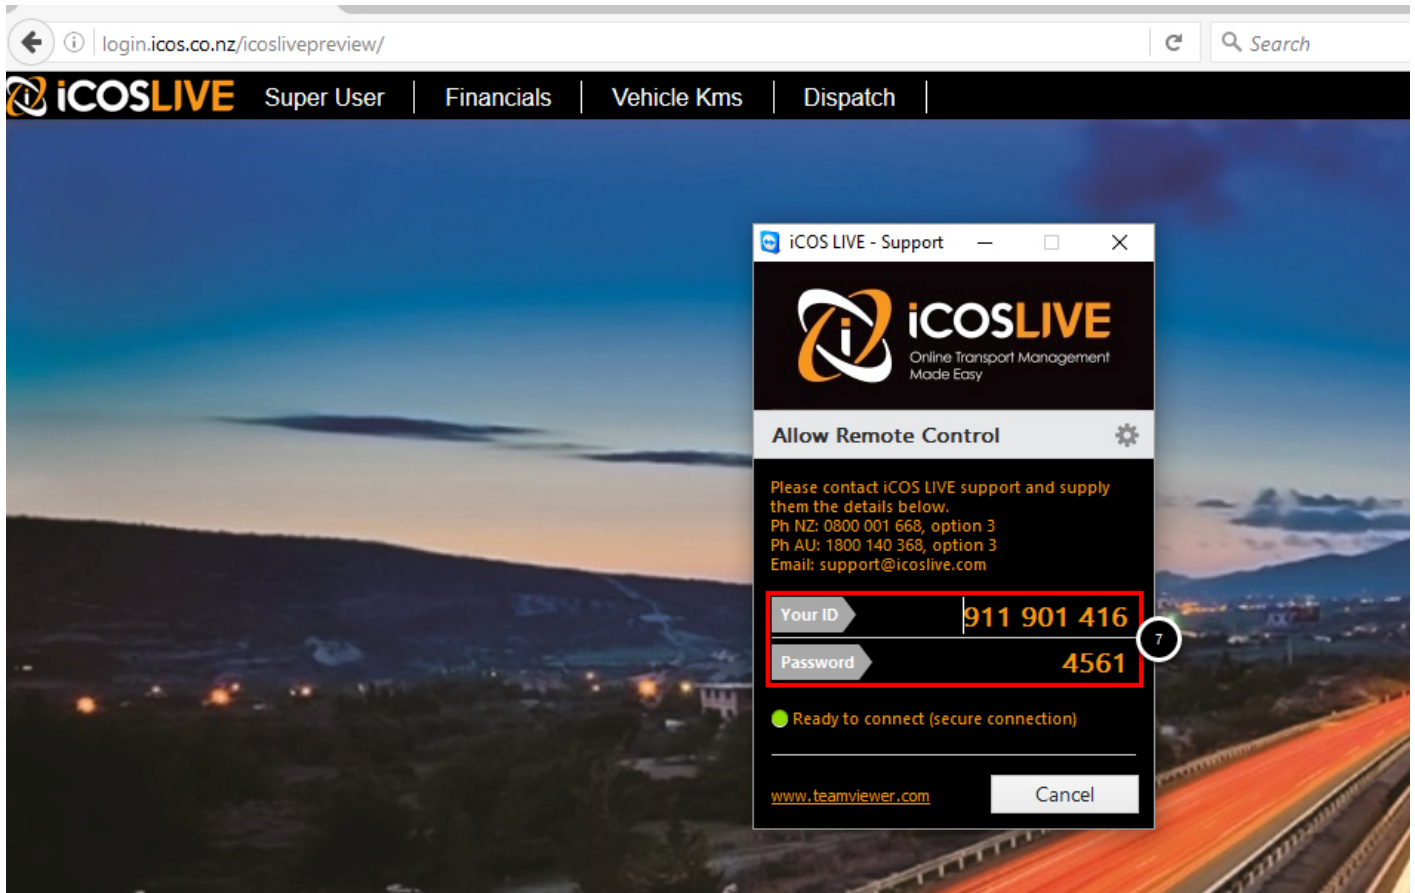 login.icos.co.nz/icoslivepreview/
Search
iCOSLIVE Super User Financials Vehicle Kms Dispatch
iCOS LIVE - Support
iCOSLIVE
Online Transport Management
Made Easy
Allow Remote Control
Please contact iCOS LIVE support and supply
them the details below.
Ph NZ: 0800 001 668, option 3
Ph AU: 1800 140 368, option 3
Email: support@icoslive.com
Your ID 911 901 416
7
Password 4561
Ready to connect (secure connection)
www.teamviewer.com Cancel